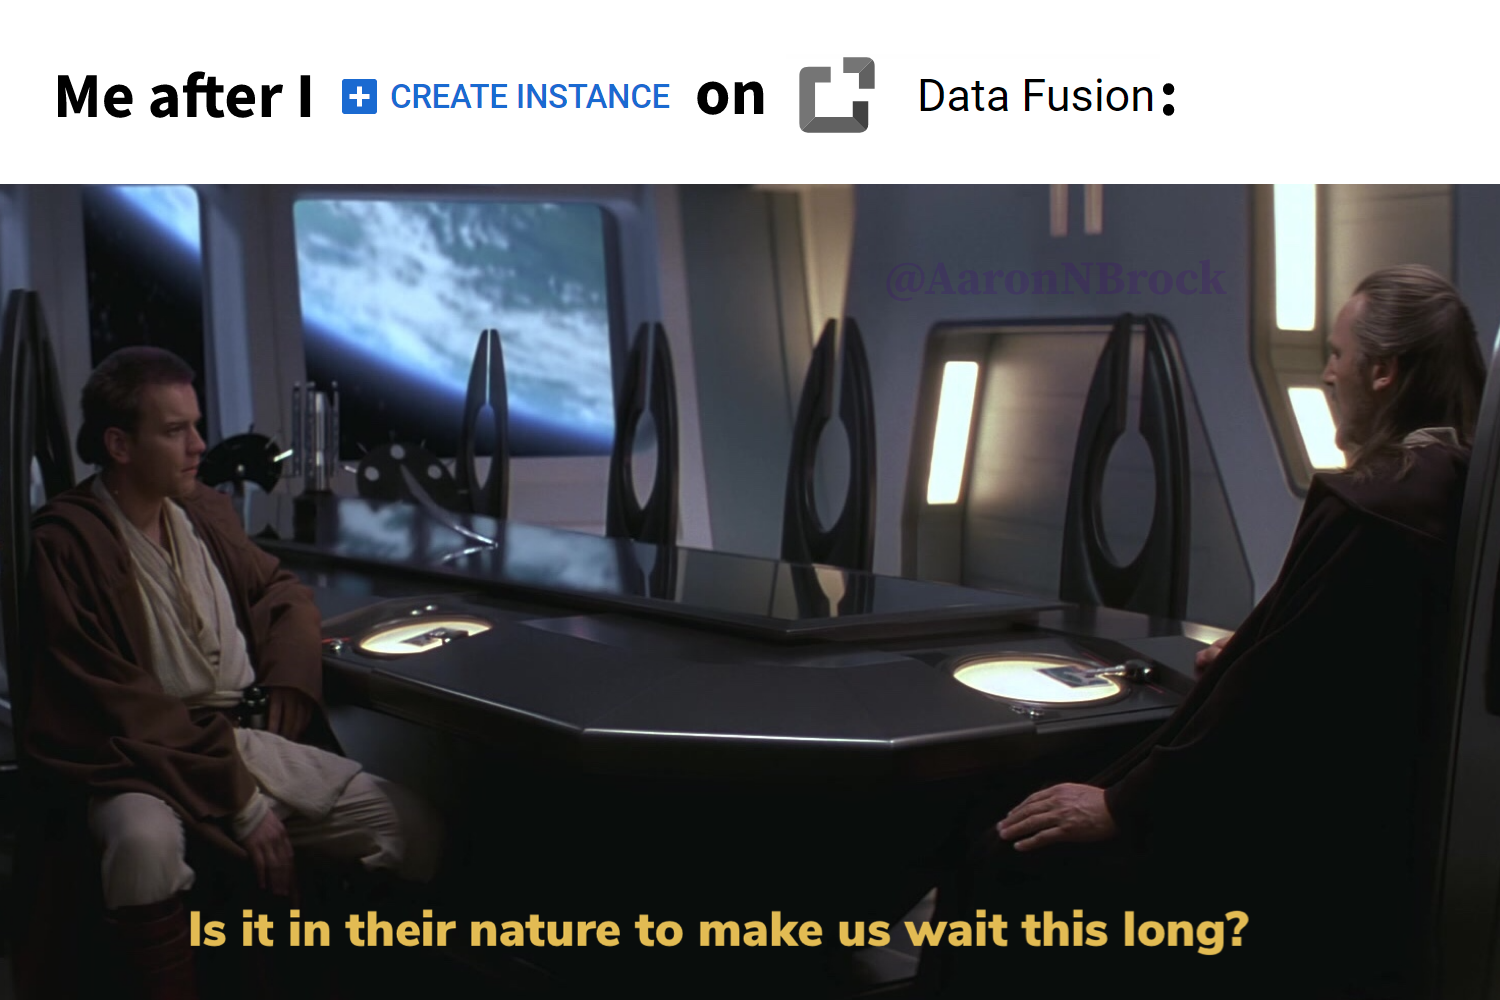 Me after I CREATE INSTANCE on Data Fusion:
@AaronNBrock
Is it in their nature to make us wait this long?